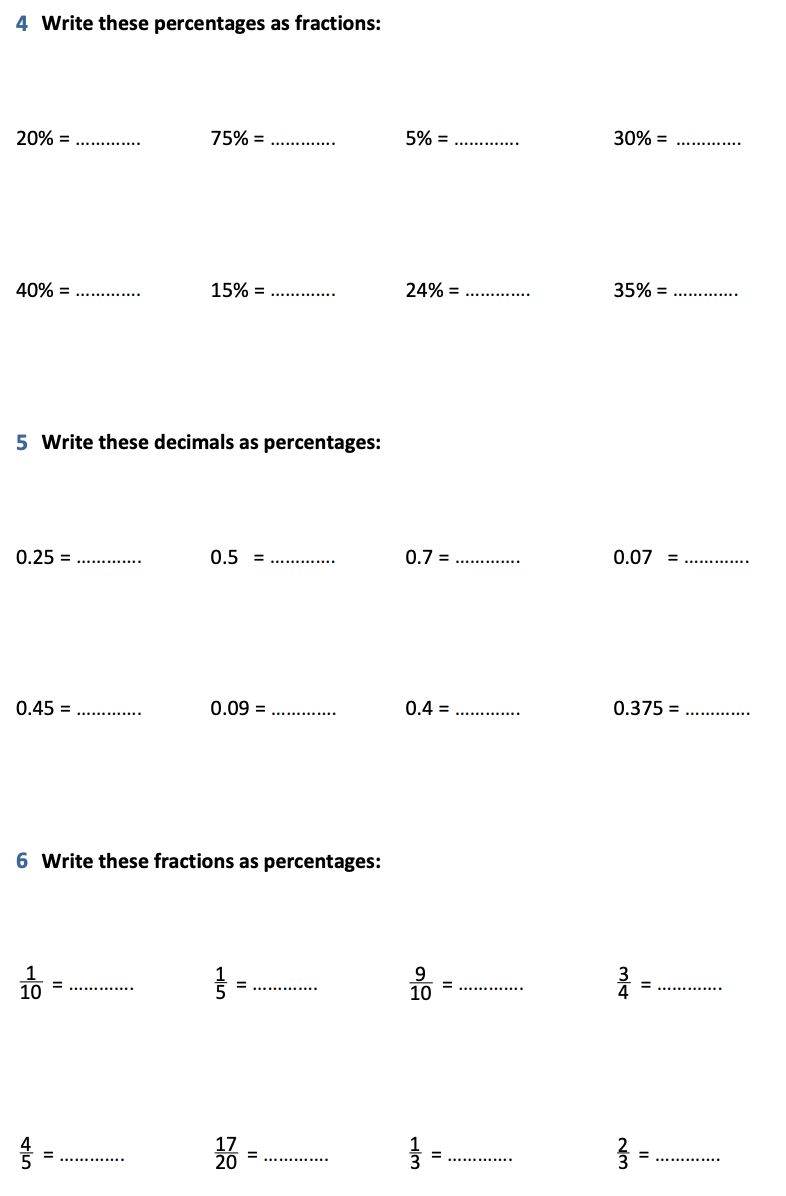 4 Write these percentages as fractions:
20% = ............. 75% = ............. 5% = ............. 30% = .............
40% = ............. 15% = ............. 24% = ............. 35% = .............
5 Write these decimals as percentages:
0.25 = ............. 0.5 = ............. 0.7 = ............. 0.07 = .............
0.45 = ............. 0.09 = ............. 0.4 = ............. 0.375 = .............
6 Write these fractions as percentages:
1/10 = ............. 1/5 = ............. 9/10 = ............. 3/4 = .............
4/5 = ............. 17/20 = ............. 1/3 = ............. 2/3 = .............